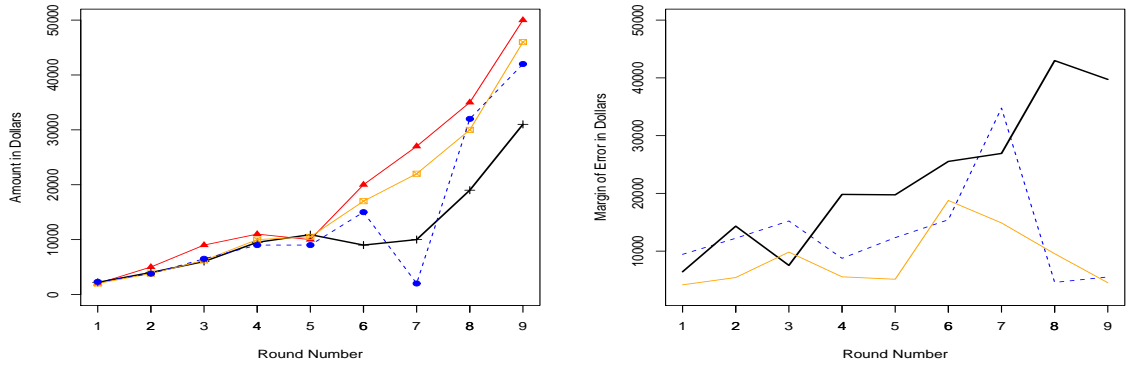 Amount in Dollars
50000
40000
30000
20000
10000
0
1 2 3 4 5 6 7 8 9
Round Number
Margin of Error in Dollars
50000
40000
30000
20000
10000
1 2 3 4 5 6 7 8 9
Round Number